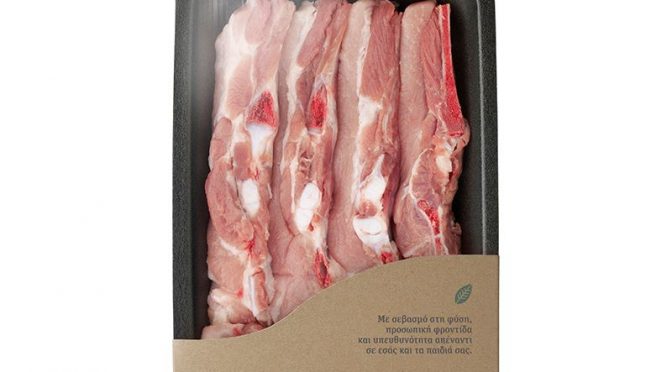 Με σεβασμό στη φύση,
προσωπική φροντίδα
και υπευθυνότητα απέναντι
σε εσάς και τα παιδιά σας.